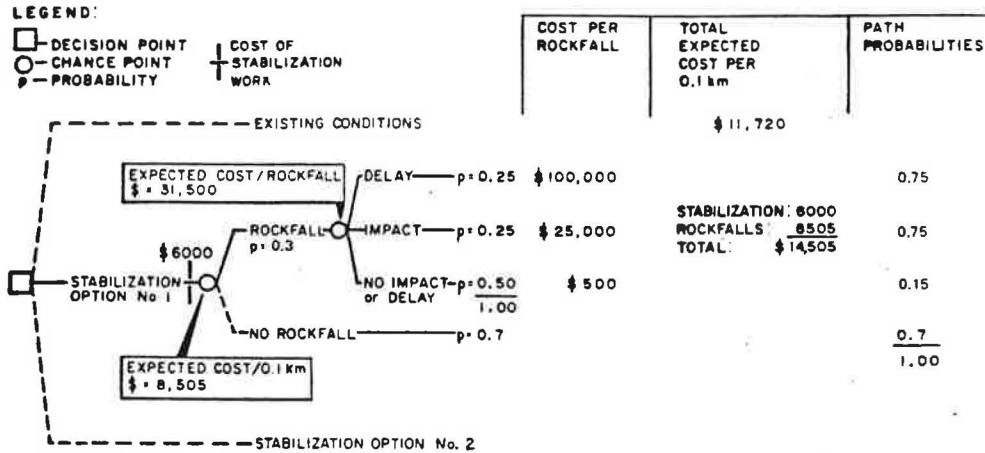 LEGEND:
DECISION POINT
CHANCE POINT
PROBABILITY
COST OF
STABILIZATION
WORK
COST PER
ROCKFALL
TOTAL
EXPECTED
COST PER
0.1 km
PATH
PROBABILITIES
EXISTING CONDITIONS
$11,720
EXPECTED COST/ROCKFALL
$ = 31,500
DELAY p=0.25 $100,000 0.75
ROCKFALL
p=0.3
IMPACT p=0.25 $25,000 0.75
STABILIZATION: 6000
ROCKFALLS: 8505
TOTAL: $14,505
$6000
STABILIZATION
OPTION No 1
NO IMPACT
or DELAY
p=0.50
1.00
$500
0.15
NO ROCKFALL p=0.7
0.7
1.00
EXPECTED COST/0.1 km
$ = 8,505
STABILIZATION OPTION No. 2